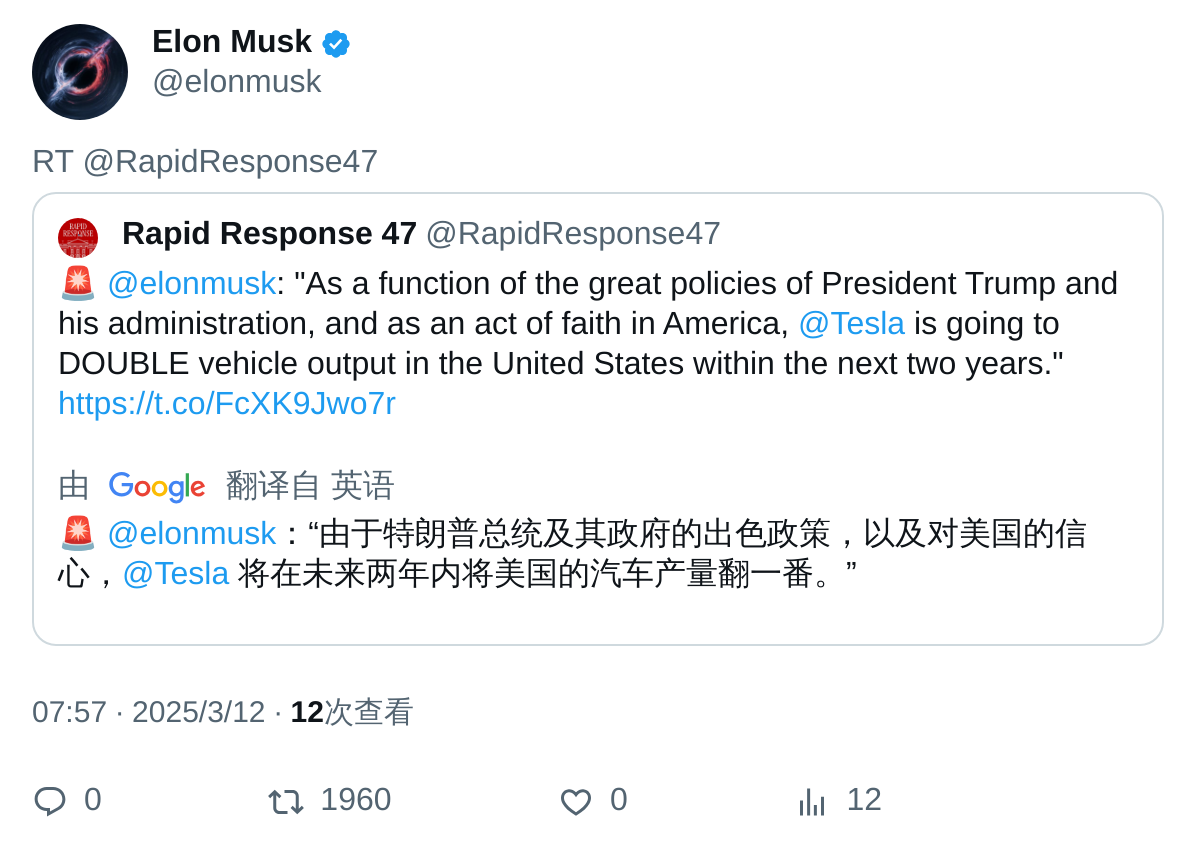 Elon Musk
@elonmusk
RT @RapidResponse47
RAPID
RESPONSE
Rapid Response 47 @RapidResponse47
🚨 @elonmusk: "As a function of the great policies of President Trump and
his administration, and as an act of faith in America, @Tesla is going to
DOUBLE vehicle output in the United States within the next two years."
https://t.co/FcXK9Jwo7r
由 Google 翻译自 英语
🚨 @elonmusk：“由于特朗普总统及其政府的出色政策，以及对美国的信
心，@Tesla 将在未来两年内将美国的汽车产量翻一番。”
07:57 · 2025/3/12 · 12次查看
0 1960 0 12